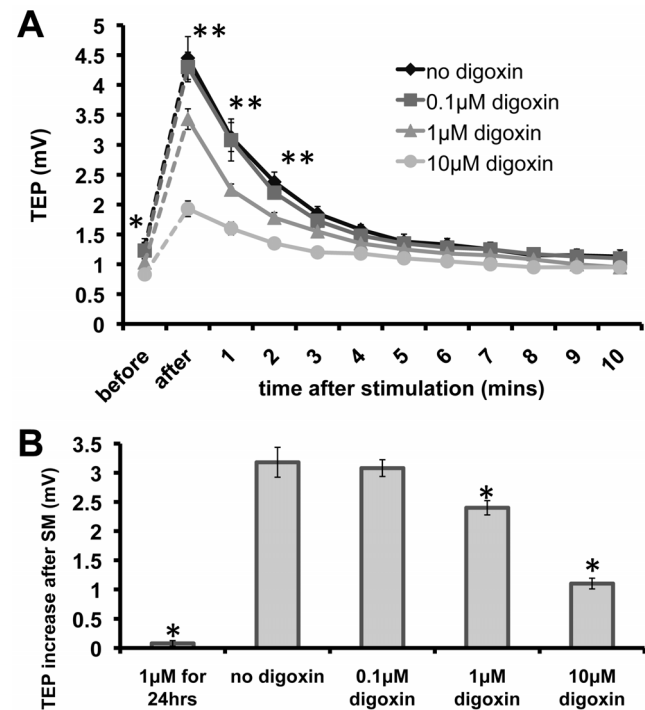 A
TEP (mV)
5
4.5
4
3.5
3
2.5
2
1.5
1
0.5
0
**
**
**
*
no digoxin
0.1µM digoxin
1µM digoxin
10µM digoxin
before after 1 2 3 4 5 6 7 8 9 10
time after stimulation (mins)
B
TEP increase after SM (mV)
3.5
3
2.5
2
1.5
1
0.5
0
*
*
*
1µM for
24hrs
no digoxin
0.1µM
digoxin
1µM
digoxin
10µM
digoxin